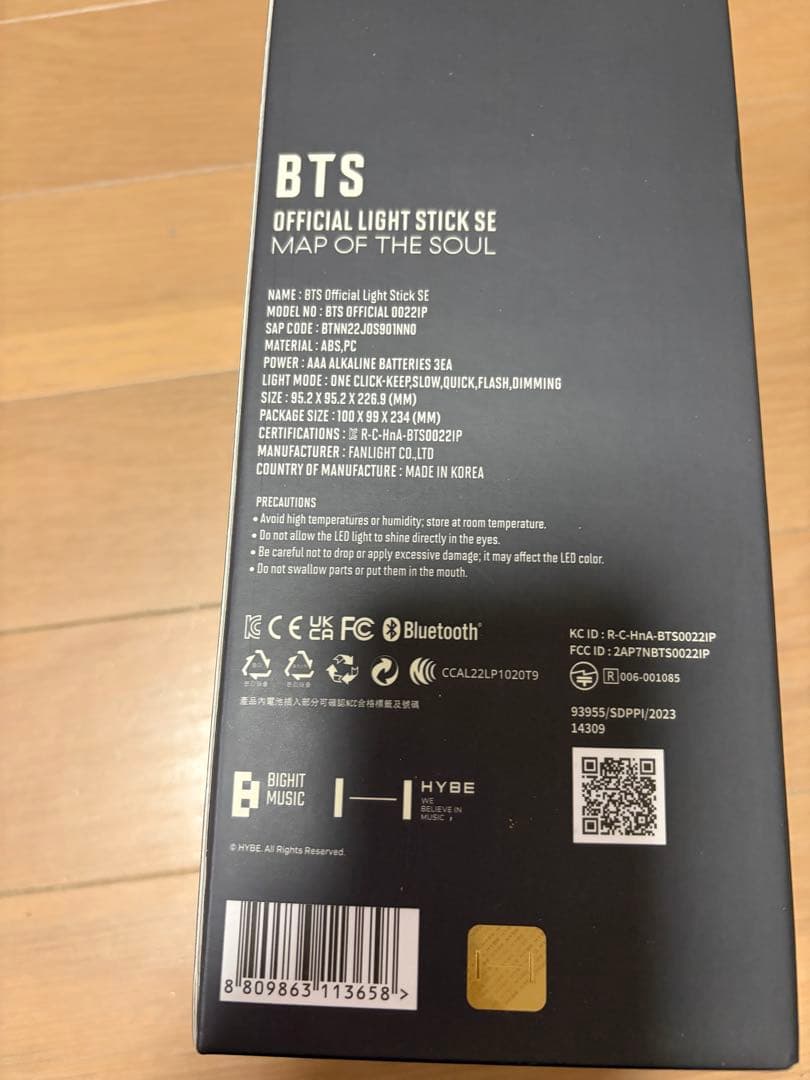 BTS
OFFICIAL LIGHT STICK SE
MAP OF THE SOUL
NAME : BTS Official Light Stick SE
MODEL NO : BTS OFFICIAL 0022IP
SAP CODE : BTNN22J0S901NN0
MATERIAL : ABS,PC
POWER : AAA ALKALINE BATTERIES 3EA
LIGHT MODE : ONE CLICK-KEEP,SLOW,QUICK,FLASH,DIMMING
SIZE : 95.2 X 95.2 X 226.9 (MM)
PACKAGE SIZE : 100 X 99 X 234 (MM)
CERTIFICATIONS : R-C-HnA-BTS0022IP
MANUFACTURER : FANLIGHT CO.,LTD
COUNTRY OF MANUFACTURE : MADE IN KOREA
PRECAUTIONS
• Avoid high temperatures or humidity; store at room temperature.
• Do not allow the LED light to shine directly in the eyes.
• Be careful not to drop or apply excessive damage; it may affect the LED color.
• Do not swallow parts or put them in the mouth.
CE UK CA FC Bluetooth®
KC ID : R-C-HnA-BTS0022IP
FCC ID : 2AP7NBTS0022IP
CCAL22LP1020T9
R 006-001085
產品內電池插入部分可確認NCC合格標籤及號碼
93955/SDPPI/2023
14309
BIGHIT
MUSIC
HYBE
WE
BELIEVE IN
MUSIC
© HYBE. All Rights Reserved.
8 809863 113658 >